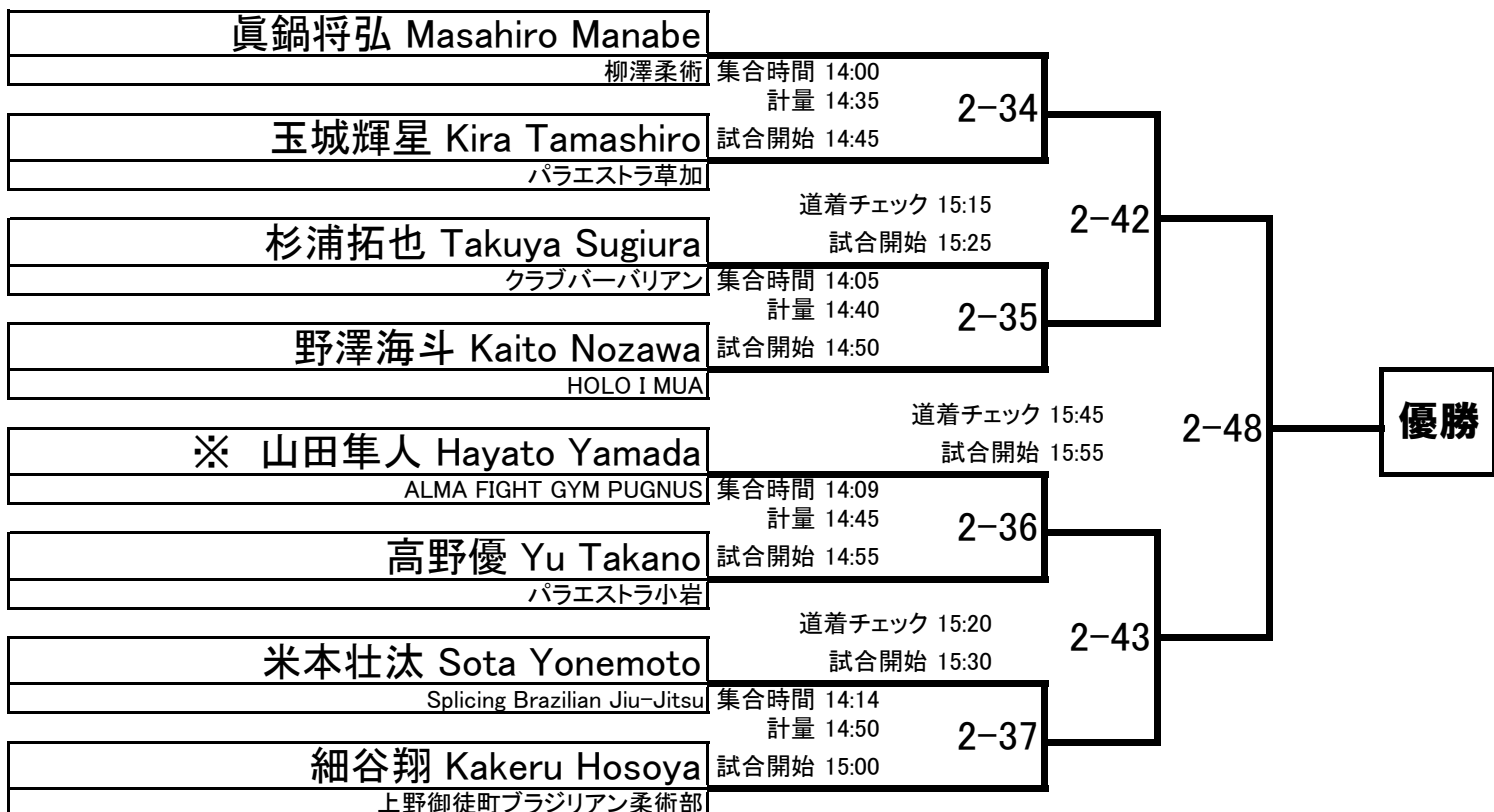 眞鍋将弘 Masahiro Manabe
柳澤柔術
集合時間 14:00
計量 14:35
2-34
玉城輝星 Kira Tamashiro
試合開始 14:45
パラエストラ草加
道着チェック 15:15
2-42
試合開始 15:25
杉浦拓也 Takuya Sugiura
クラブバーバリアン
集合時間 14:05
計量 14:40
2-35
野澤海斗 Kaito Nozawa
試合開始 14:50
HOLO I MUA
道着チェック 15:45
2-48
優勝
試合開始 15:55
※ 山田隼人 Hayato Yamada
ALMA FIGHT GYM PUGNUS
集合時間 14:09
計量 14:45
2-36
高野優 Yu Takano
試合開始 14:55
パラエストラ小岩
道着チェック 15:20
2-43
試合開始 15:30
米本壮汰 Sota Yonemoto
Splicing Brazilian Jiu-Jitsu
集合時間 14:14
計量 14:50
2-37
細谷翔 Kakeru Hosoya
試合開始 15:00
上野御徒町ブラジリアン柔術部